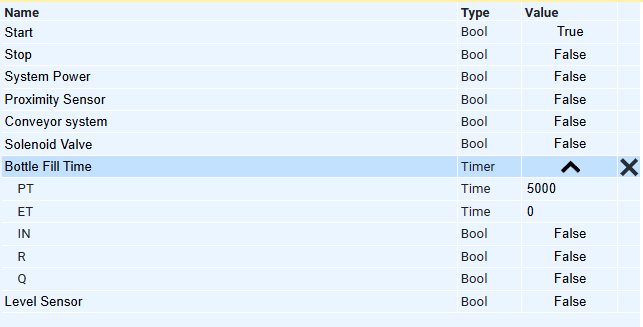 Name Type Value
Start Bool True
Stop Bool False
System Power Bool False
Proximity Sensor Bool False
Conveyor system Bool False
Solenoid Valve Bool False
Bottle Fill Time Timer
PT Time 5000
ET Time 0
IN Bool False
R Bool False
Q Bool False
Level Sensor Bool False